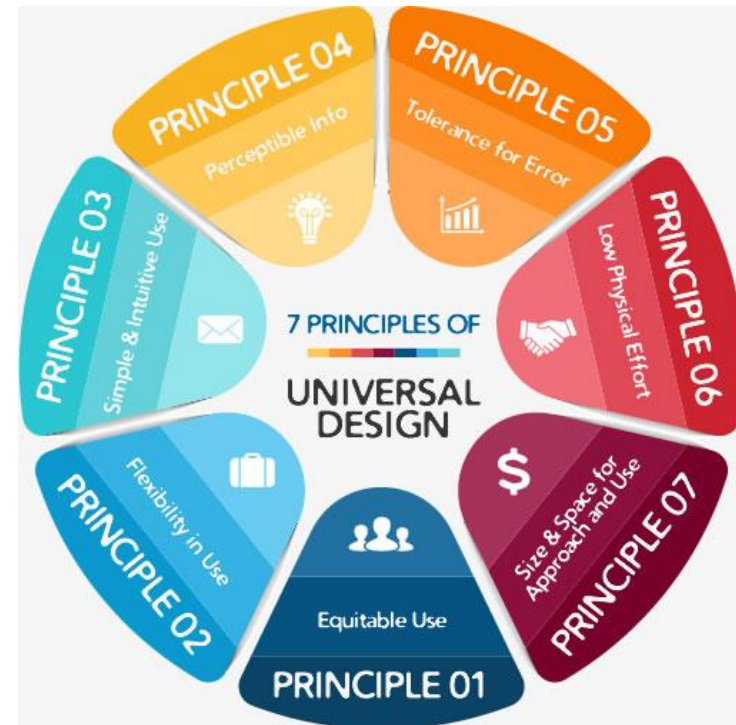 7 PRINCIPLES OF
UNIVERSAL
DESIGN
PRINCIPLE 01
Equitable Use
PRINCIPLE 02
Flexibility in Use
PRINCIPLE 03
Simple & Intuitive Use
PRINCIPLE 04
Perceptible Info
PRINCIPLE 05
Tolerance for Error
PRINCIPLE 06
Low Physical Effort
PRINCIPLE 07
Size & Space for
Approach and Use
$